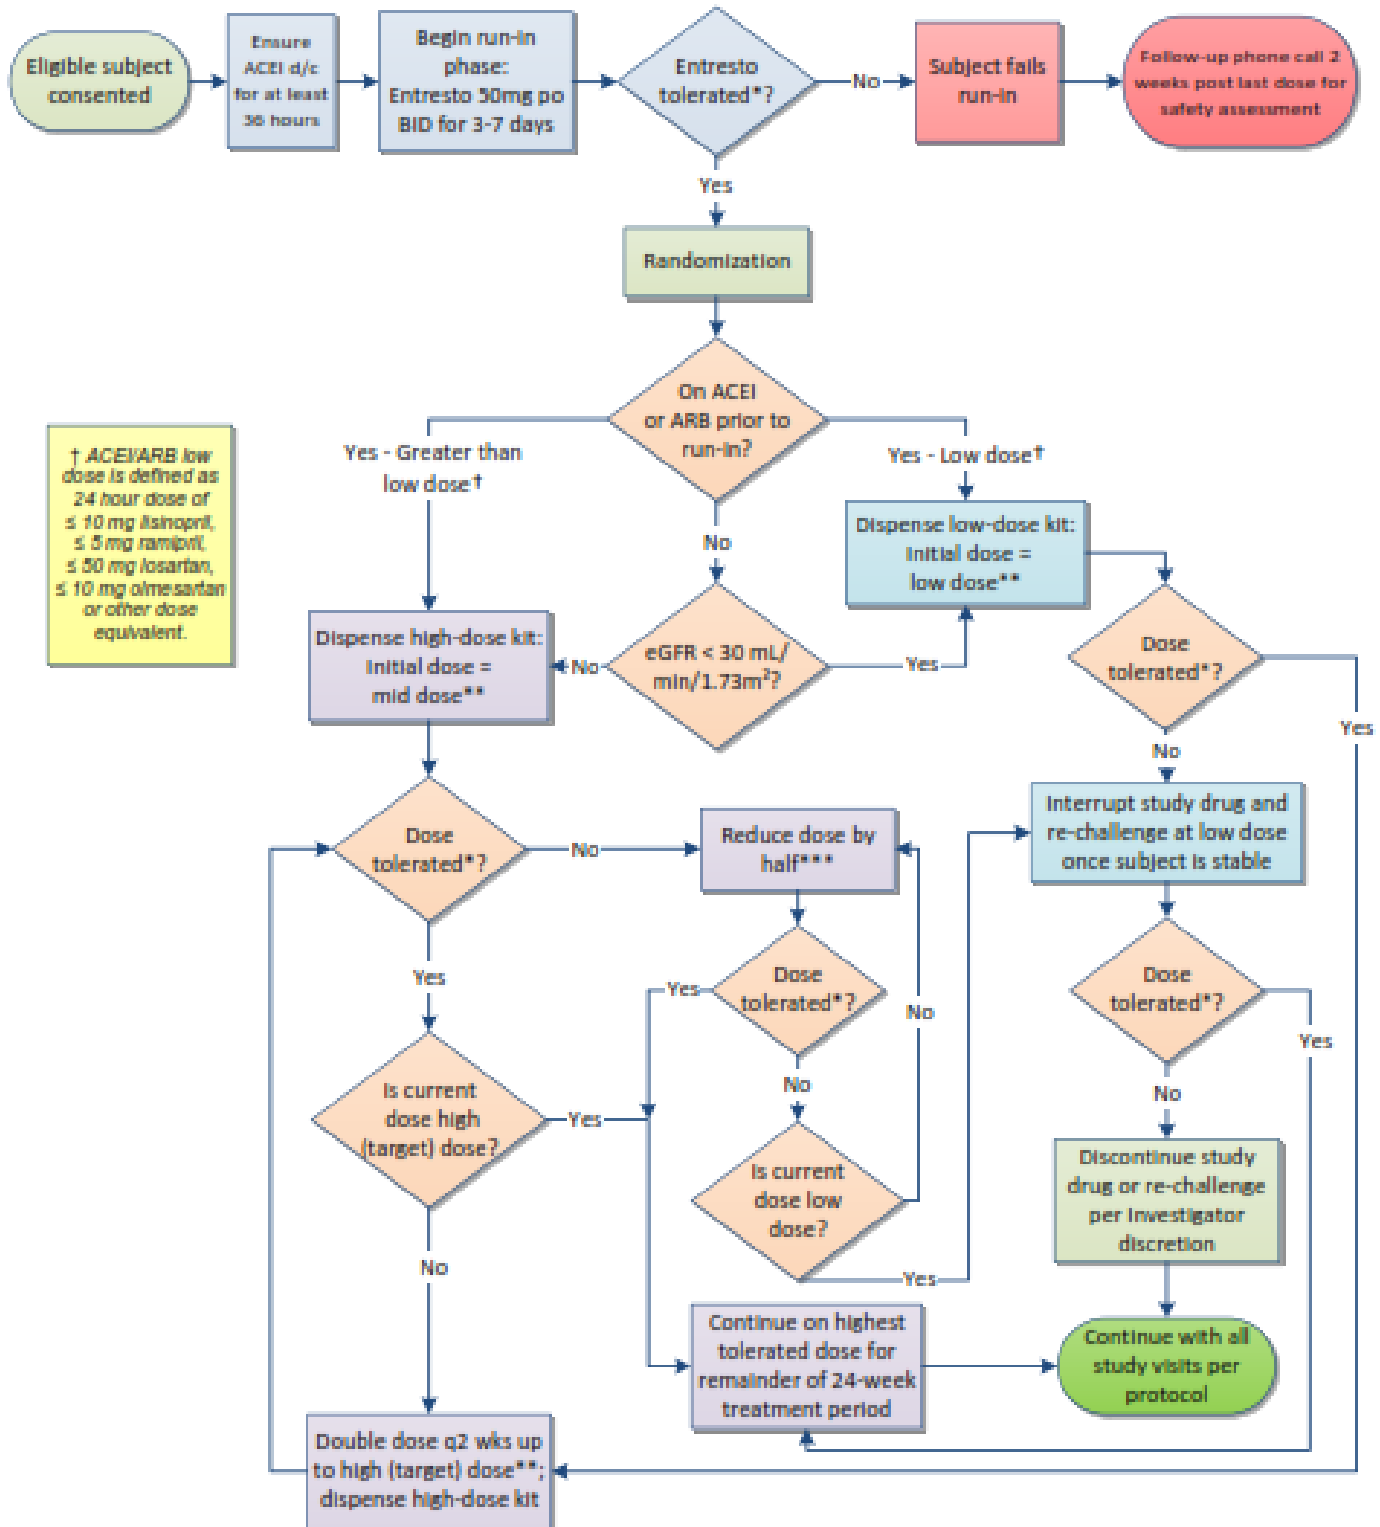 Eligible subject
consented
Ensure
ACEI d/c
for at least
36 hours
Begin run-in
phase:
Entresto 50mg po
BID for 3-7 days
Entresto
tolerated*?
No
Subject fails
run-in
Follow-up phone call 2
weeks post last dose for
safety assessment
Yes
Randomization
On ACEI
or ARB prior to
run-in?
Yes - Greater than
low dose†
Yes - Low dose†
No
† ACEI/ARB low
dose is defined as
24 hour dose of
≤ 10 mg lisinopril,
≤ 5 mg ramipril,
≤ 50 mg losartan,
≤ 10 mg olmesartan
or other dose
equivalent.
Dispense low-dose kit:
Initial dose =
low dose**
Dispense high-dose kit:
Initial dose =
mid dose**
No
eGFR < 30 mL/
min/1.73m²?
Yes
Dose
tolerated*?
Yes
No
Dose
tolerated*?
No
Reduce dose by
half***
Interrupt study drug and
re-challenge at low dose
once subject is stable
Yes
Yes
Dose
tolerated*?
No
Dose
tolerated*?
Yes
No
No
Is current
dose high
(target) dose?
Yes
Is current
dose low
dose?
Discontinue study
drug or re-challenge
per investigator
discretion
No
Yes
Continue on highest
tolerated dose for
remainder of 24-week
treatment period
Continue with all
study visits per
protocol
Double dose q2 wks up
to high (target) dose**;
dispense high-dose kit